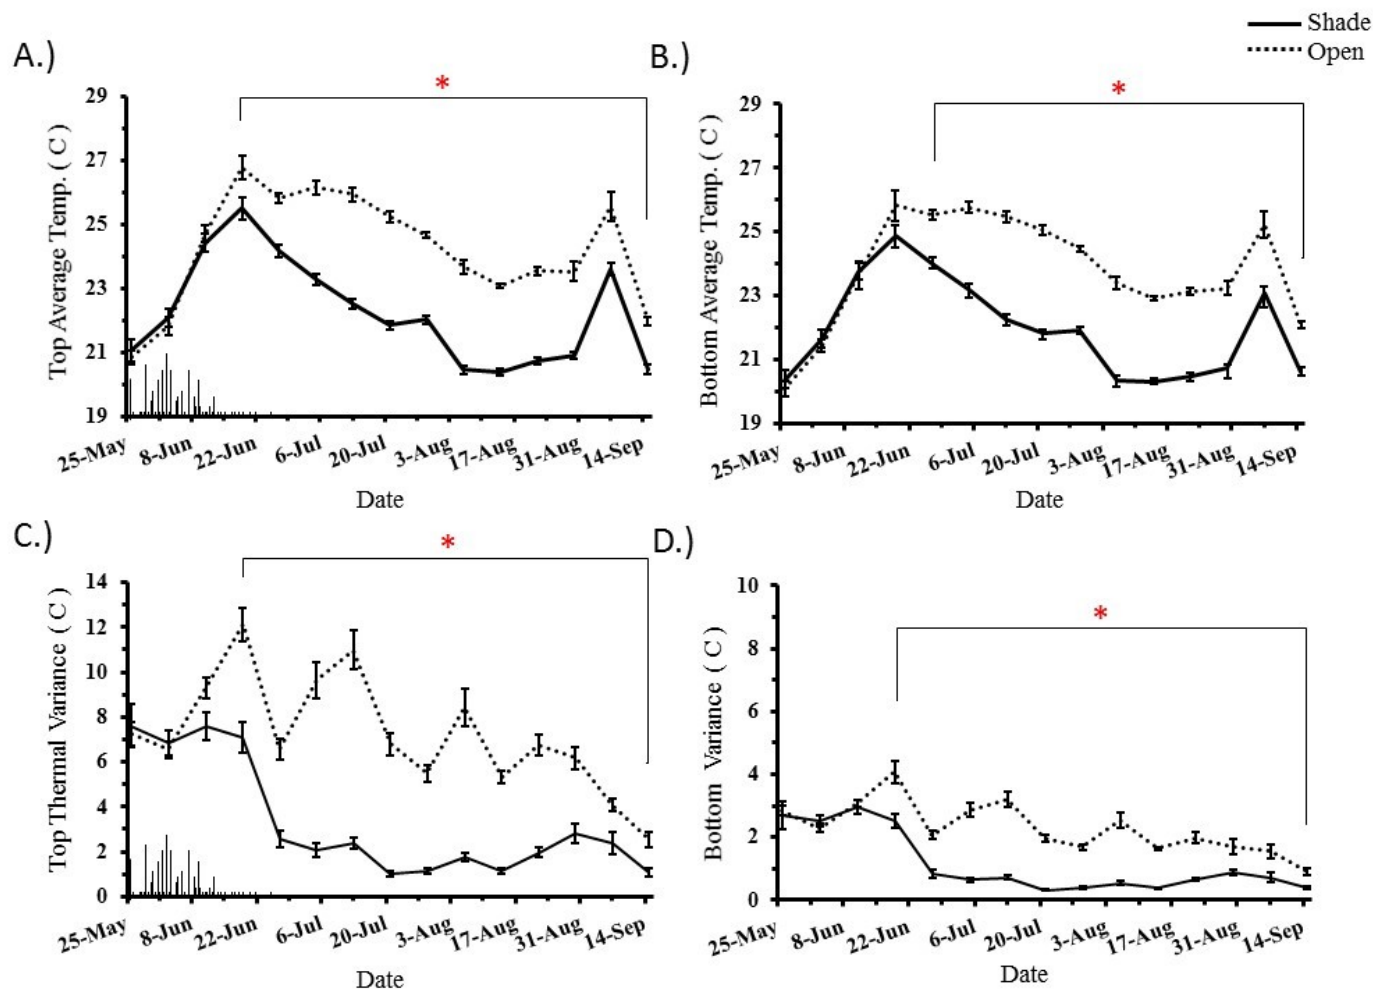 Shade
Open
A.)
*
29
27
25
23
21
19
Top Average Temp. ( C )
25-May 8-Jun 22-Jun 6-Jul 20-Jul 3-Aug 17-Aug 31-Aug 14-Sep
Date
B.)
*
29
27
25
23
21
19
Bottom Average Temp. ( C )
25-May 8-Jun 22-Jun 6-Jul 20-Jul 3-Aug 17-Aug 31-Aug 14-Sep
Date
C.)
*
14
12
10
8
6
4
2
0
Top Thermal Variance ( C )
25-May 8-Jun 22-Jun 6-Jul 20-Jul 3-Aug 17-Aug 31-Aug 14-Sep
Date
D.)
*
10
8
6
4
2
0
Bottom Variance ( C )
25-May 8-Jun 22-Jun 6-Jul 20-Jul 3-Aug 17-Aug 31-Aug 14-Sep
Date